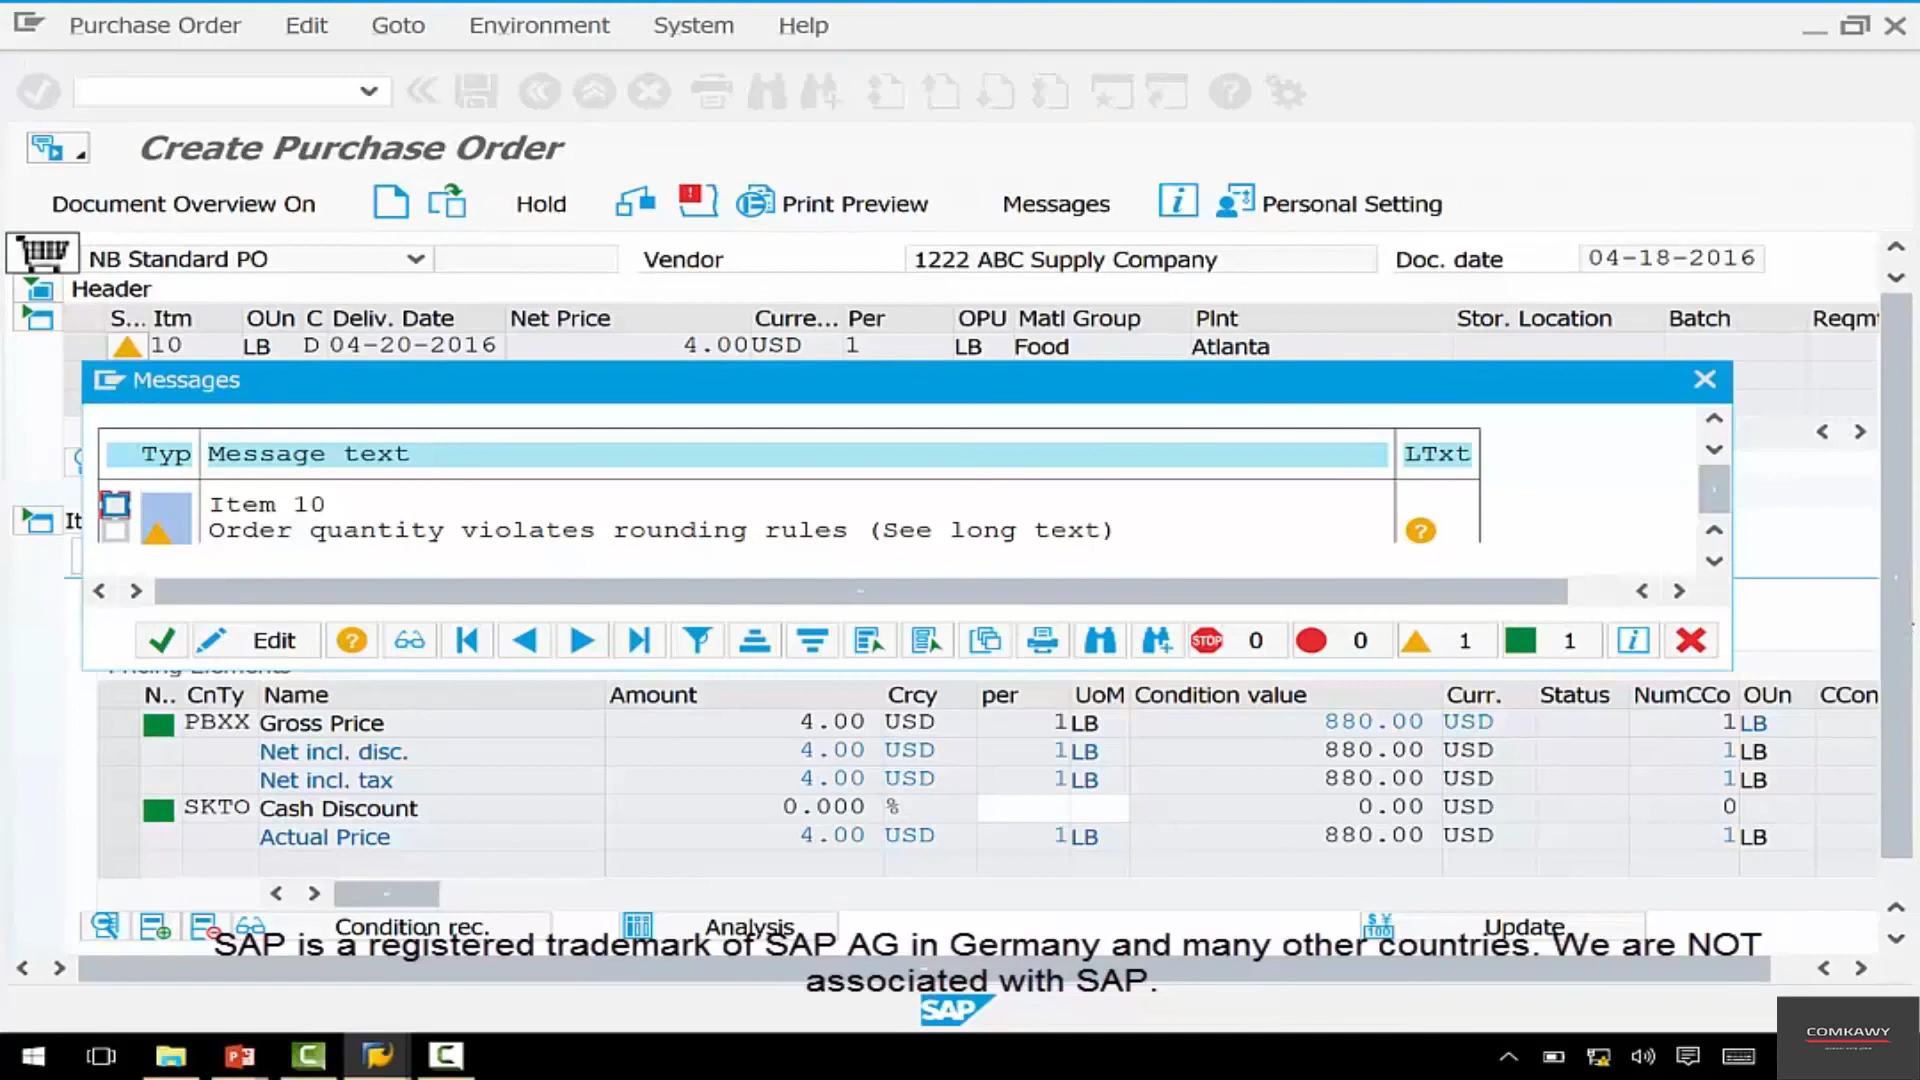 Purchase Order Edit Goto Environment System Help
Create Purchase Order
Document Overview On Hold Print Preview Messages Personal Setting
NB Standard PO Vendor 1222 ABC Supply Company Doc. date 04-18-2016
Header
S... Itm OUn C Deliv. Date Net Price Curre... Per OPU Matl Group Plnt Stor. Location Batch Reqmt
10 LB D 04-20-2016 4.00 USD 1 LB Food Atlanta
Messages
Typ Message text LTxt
Item 10
Order quantity violates rounding rules (See long text)
It
Edit STOP 0 0 1 1
Pricing Elements
N.. CnTy Name Amount Crcy per UoM Condition value Curr. Status NumCCo OUn CCon
PBXX Gross Price 4.00 USD 1 LB 880.00 USD 1 LB
Net incl. disc. 4.00 USD 1 LB 880.00 USD 1 LB
Net incl. tax 4.00 USD 1 LB 880.00 USD 1 LB
SKTO Cash Discount 0.000 % 0.00 USD 0
Actual Price 4.00 USD 1 LB 880.00 USD 1 LB
Condition rec. Analysis Update
SAP is a registered trademark of SAP AG in Germany and many other countries. We are NOT
associated with SAP.
SAP
COMKAWY